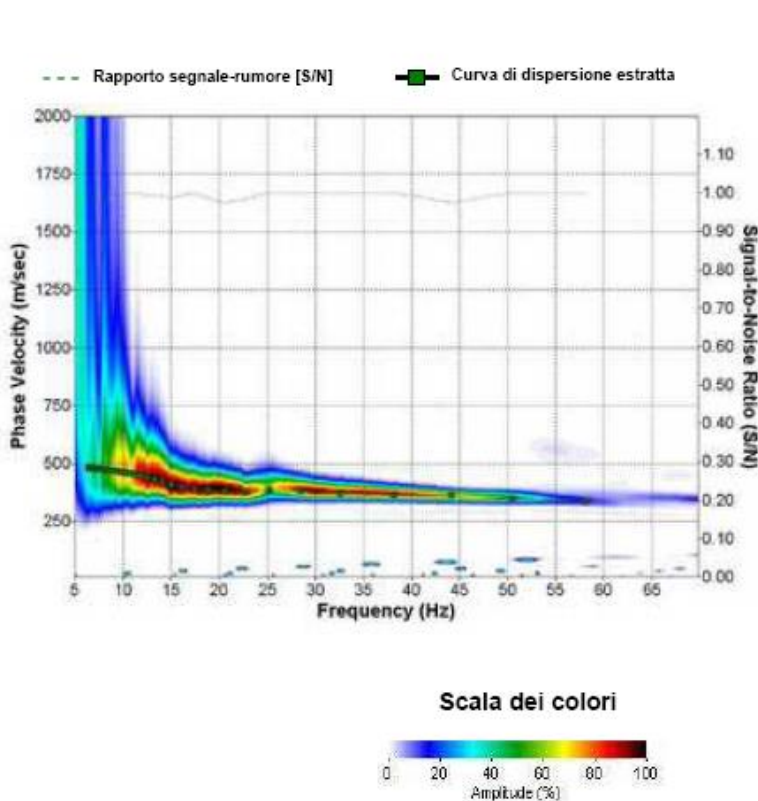 Rapporto segnale-rumore [S/N] Curva di dispersione estratta
2000
1750
1500
1250
1000
750
500
250
Phase Velocity (m/sec)
1.10
1.00
0.90
0.80
0.70
0.60
0.50
0.40
0.30
0.20
0.10
0.00
Signal-to-Noise Ratio (S/N)
5 10 15 20 25 30 35 40 45 50 55 60 65
Frequency (Hz)
Scala dei colori
0 20 40 60 80 100
Amplitude (%)